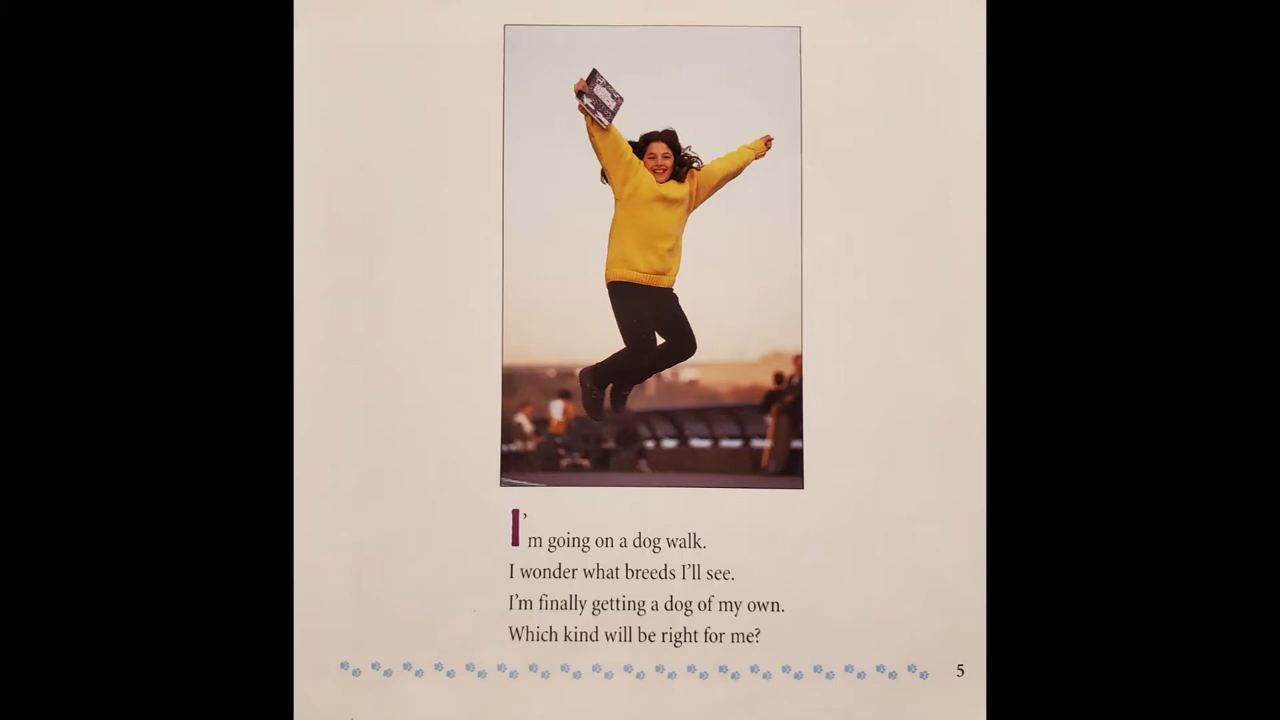 I'm going on a dog walk.
I wonder what breeds I'll see.
I'm finally getting a dog of my own.
Which kind will be right for me?
5